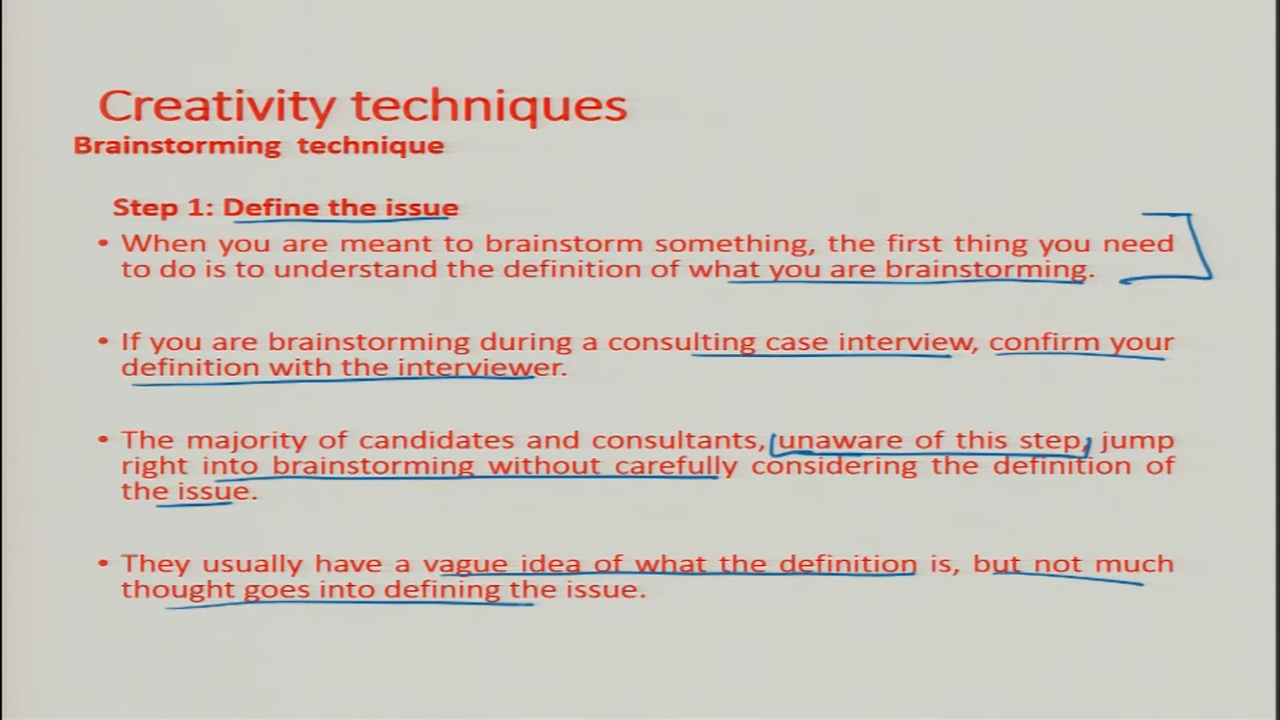 Creativity techniques
Brainstorming technique
Step 1: Define the issue
• When you are meant to brainstorm something, the first thing you need
to do is to understand the definition of what you are brainstorming.
• If you are brainstorming during a consulting case interview, confirm your
definition with the interviewer.
• The majority of candidates and consultants, unaware of this step, jump
right into brainstorming without carefully considering the definition of
the issue.
• They usually have a vague idea of what the definition is, but not much
thought goes into defining the issue.